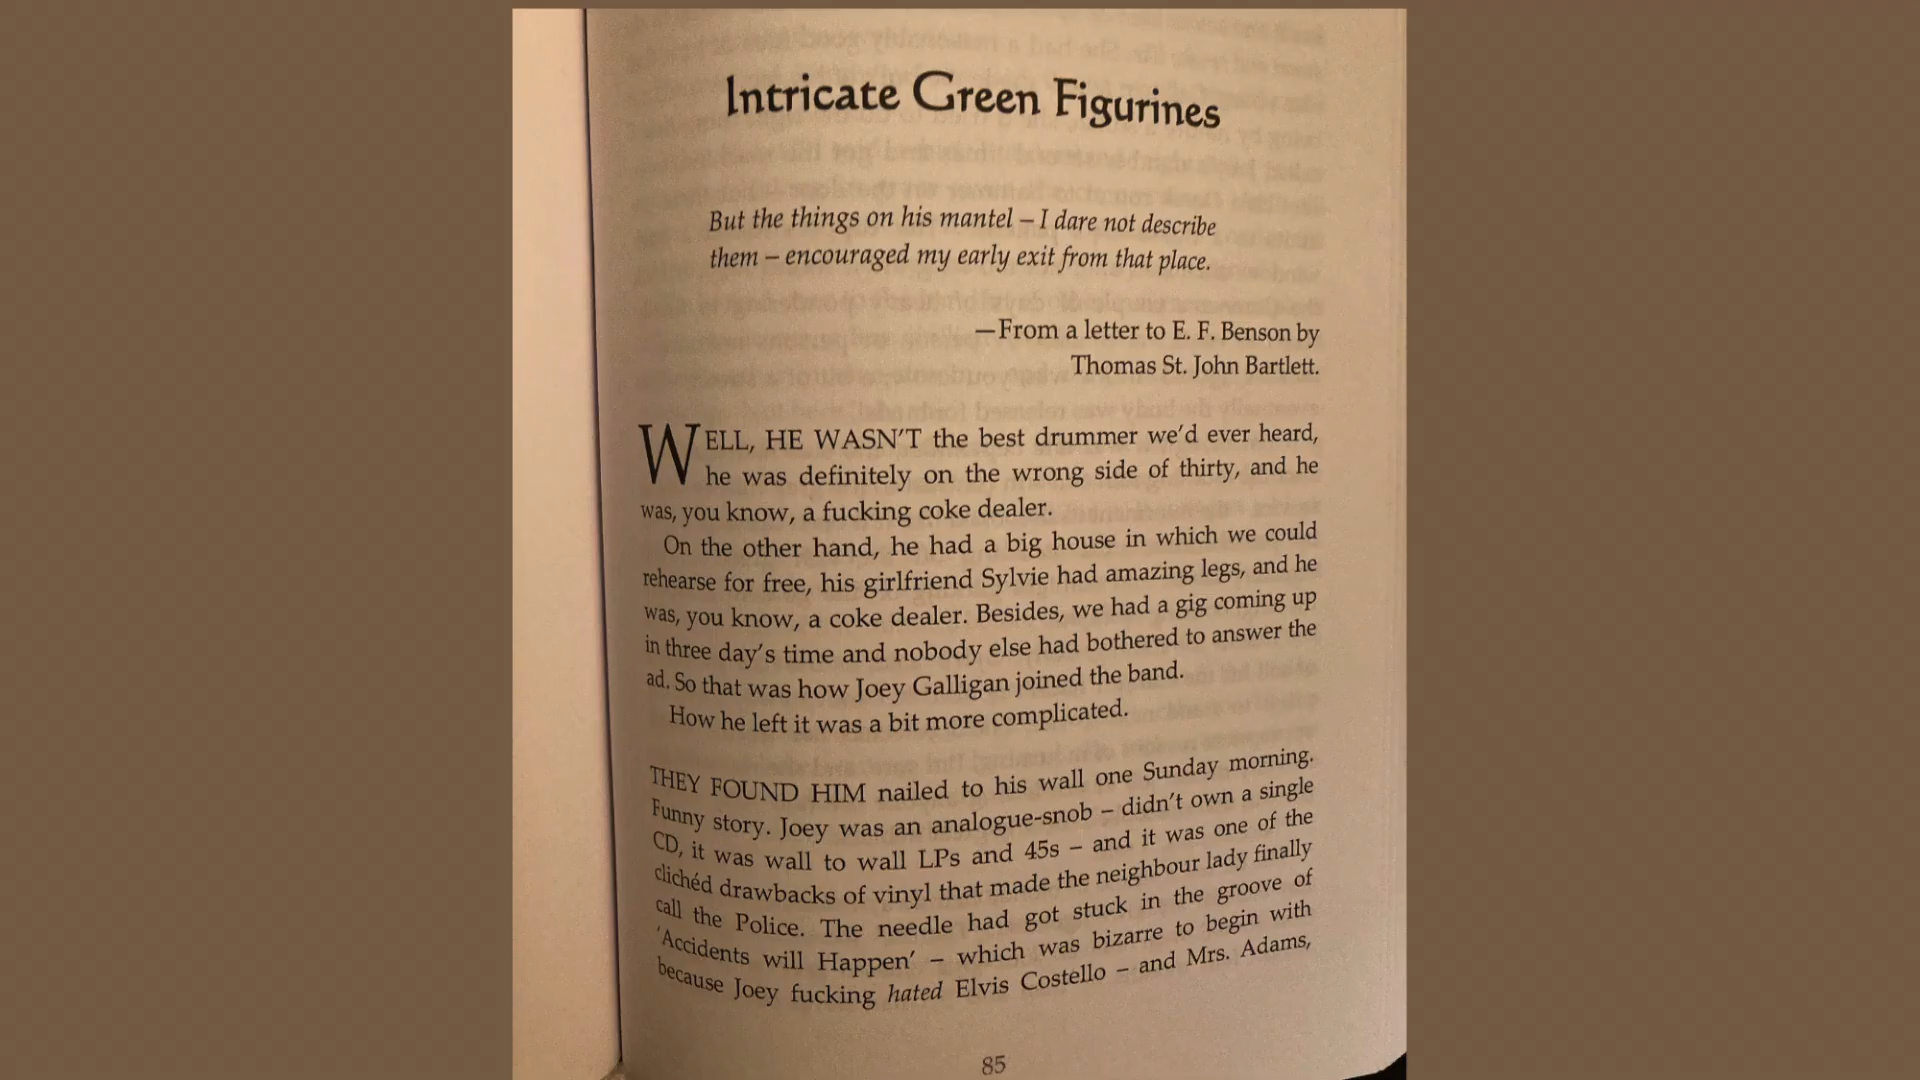 Intricate Green Figurines
But the things on his mantel – I dare not describe
them – encouraged my early exit from that place.
—From a letter to E. F. Benson by
Thomas St. John Bartlett.
WELL, HE WASN'T the best drummer we'd ever heard,
he was definitely on the wrong side of thirty, and he
was, you know, a fucking coke dealer.
On the other hand, he had a big house in which we could
rehearse for free, his girlfriend Sylvie had amazing legs, and he
was, you know, a coke dealer. Besides, we had a gig coming up
in three day's time and nobody else had bothered to answer the
ad. So that was how Joey Galligan joined the band.
How he left it was a bit more complicated.
THEY FOUND HIM nailed to his wall one Sunday morning.
Funny story. Joey was an analogue-snob – didn't own a single
CD, it was wall to wall LPs and 45s – and it was one of the
clichéd drawbacks of vinyl that made the neighbour lady finally
call the Police. The needle had got stuck in the groove of
'Accidents will Happen' – which was bizarre to begin with
because Joey fucking hated Elvis Costello – and Mrs. Adams,
85